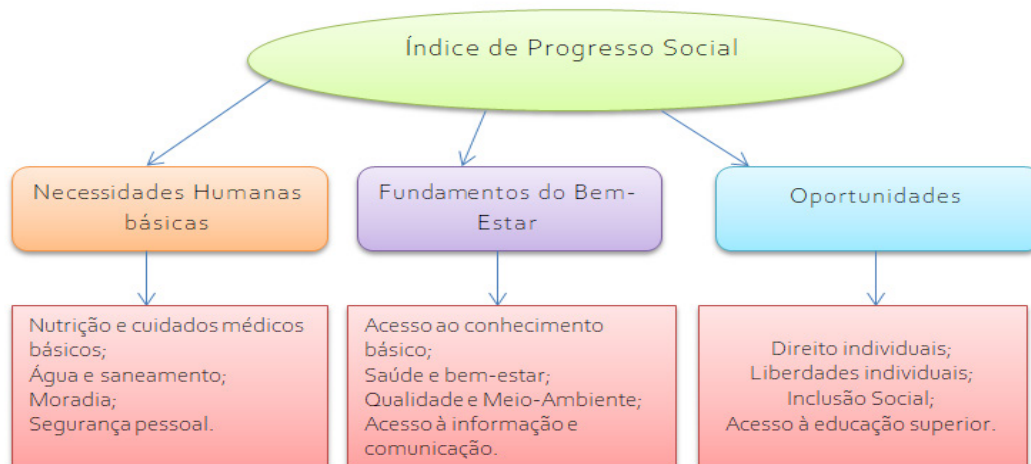 Índice de Progresso Social
Necessidades Humanas
básicas
Fundamentos do Bem-
Estar
Oportunidades
Nutrição e cuidados médicos
básicos;
Água e saneamento;
Moradia;
Segurança pessoal.
Acesso ao conhecimento
básico;
Saúde e bem-estar;
Qualidade e Meio-Ambiente;
Acesso à informação e
comunicação.
Direito individuais;
Liberdades individuais;
Inclusão Social;
Acesso à educação superior.